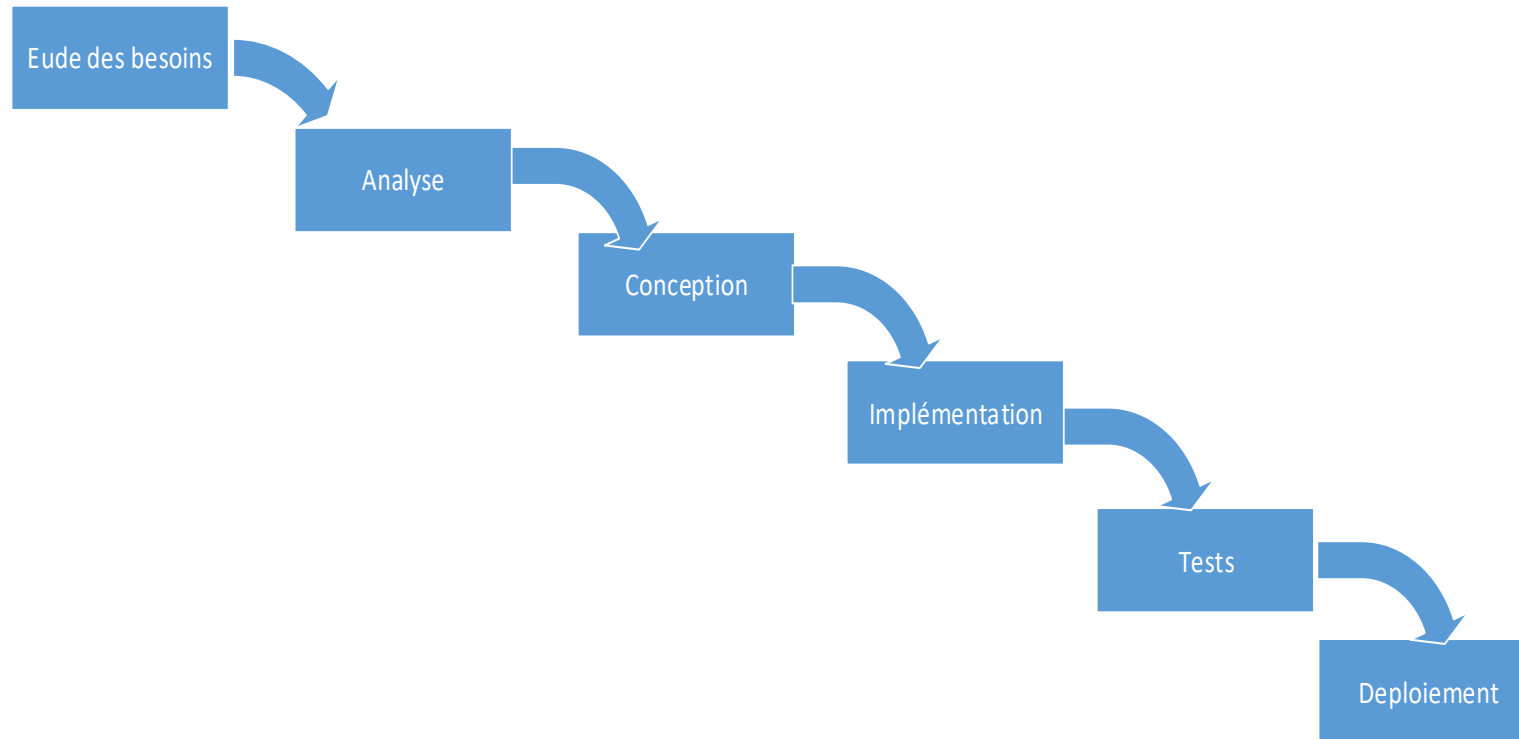 Eude des besoins
Analyse
Conception
Implémentation
Tests
Deploiement